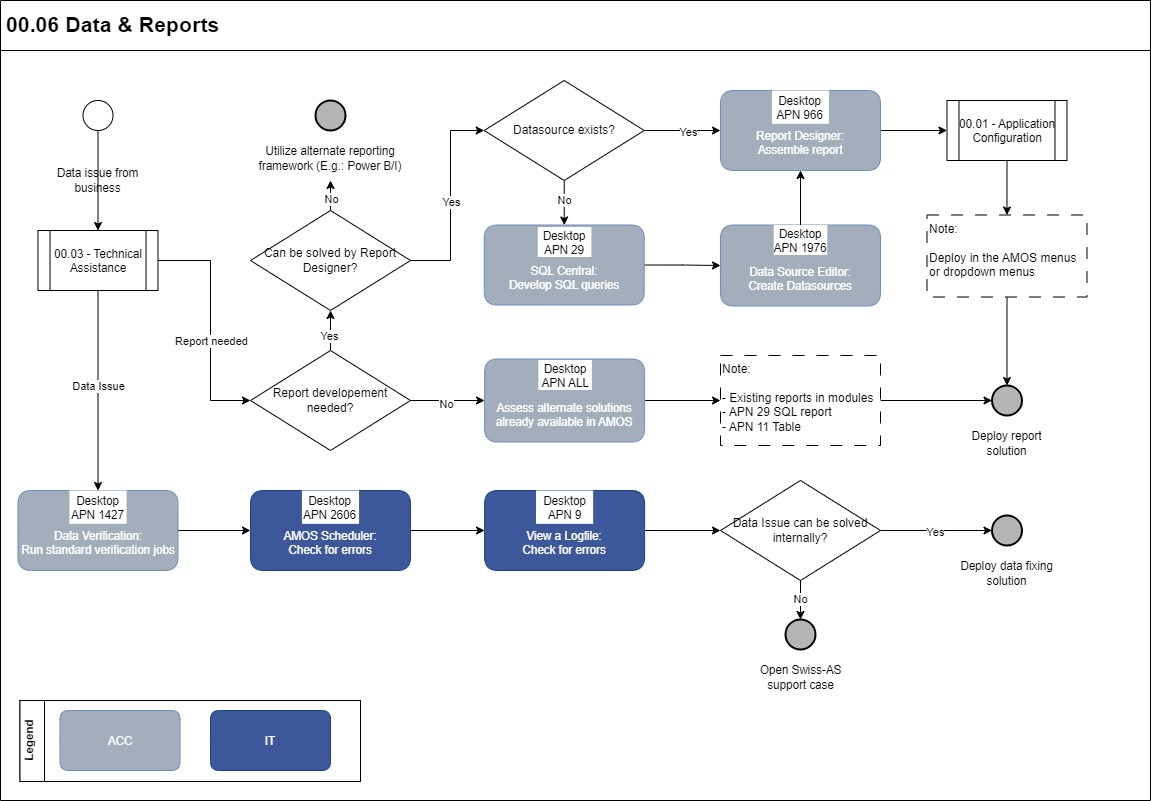 00.06 Data & Reports
Data issue from
business
Utilize alternate reporting
framework (E.g.: Power B/I)
No
Can be solved by Report
Designer?
Yes
Yes
Report developement
needed?
No
Datasource exists?
Yes
No
Desktop
APN 966
Report Designer:
Assemble report
00.01 - Application
Configuration
Note:
Deploy in the AMOS menus
or dropdown menus
Desktop
APN 29
SQL Central:
Develop SQL queries
Desktop
APN 1976
Data Source Editor:
Create Datasources
00.03 - Technical
Assistance
Report needed
Data Issue
Desktop
APN ALL
Assess alternate solutions
already available in AMOS
Note:
- Existing reports in modules
- APN 29 SQL report
- APN 11 Table
Deploy report
solution
Desktop
APN 1427
Data Verification:
Run standard verification jobs
Desktop
APN 2606
AMOS Scheduler:
Check for errors
Desktop
APN 9
View a Logfile:
Check for errors
Data Issue can be solved
internally?
Yes
Deploy data fixing
solution
No
Open Swiss-AS
support case
Legend
ACC
IT